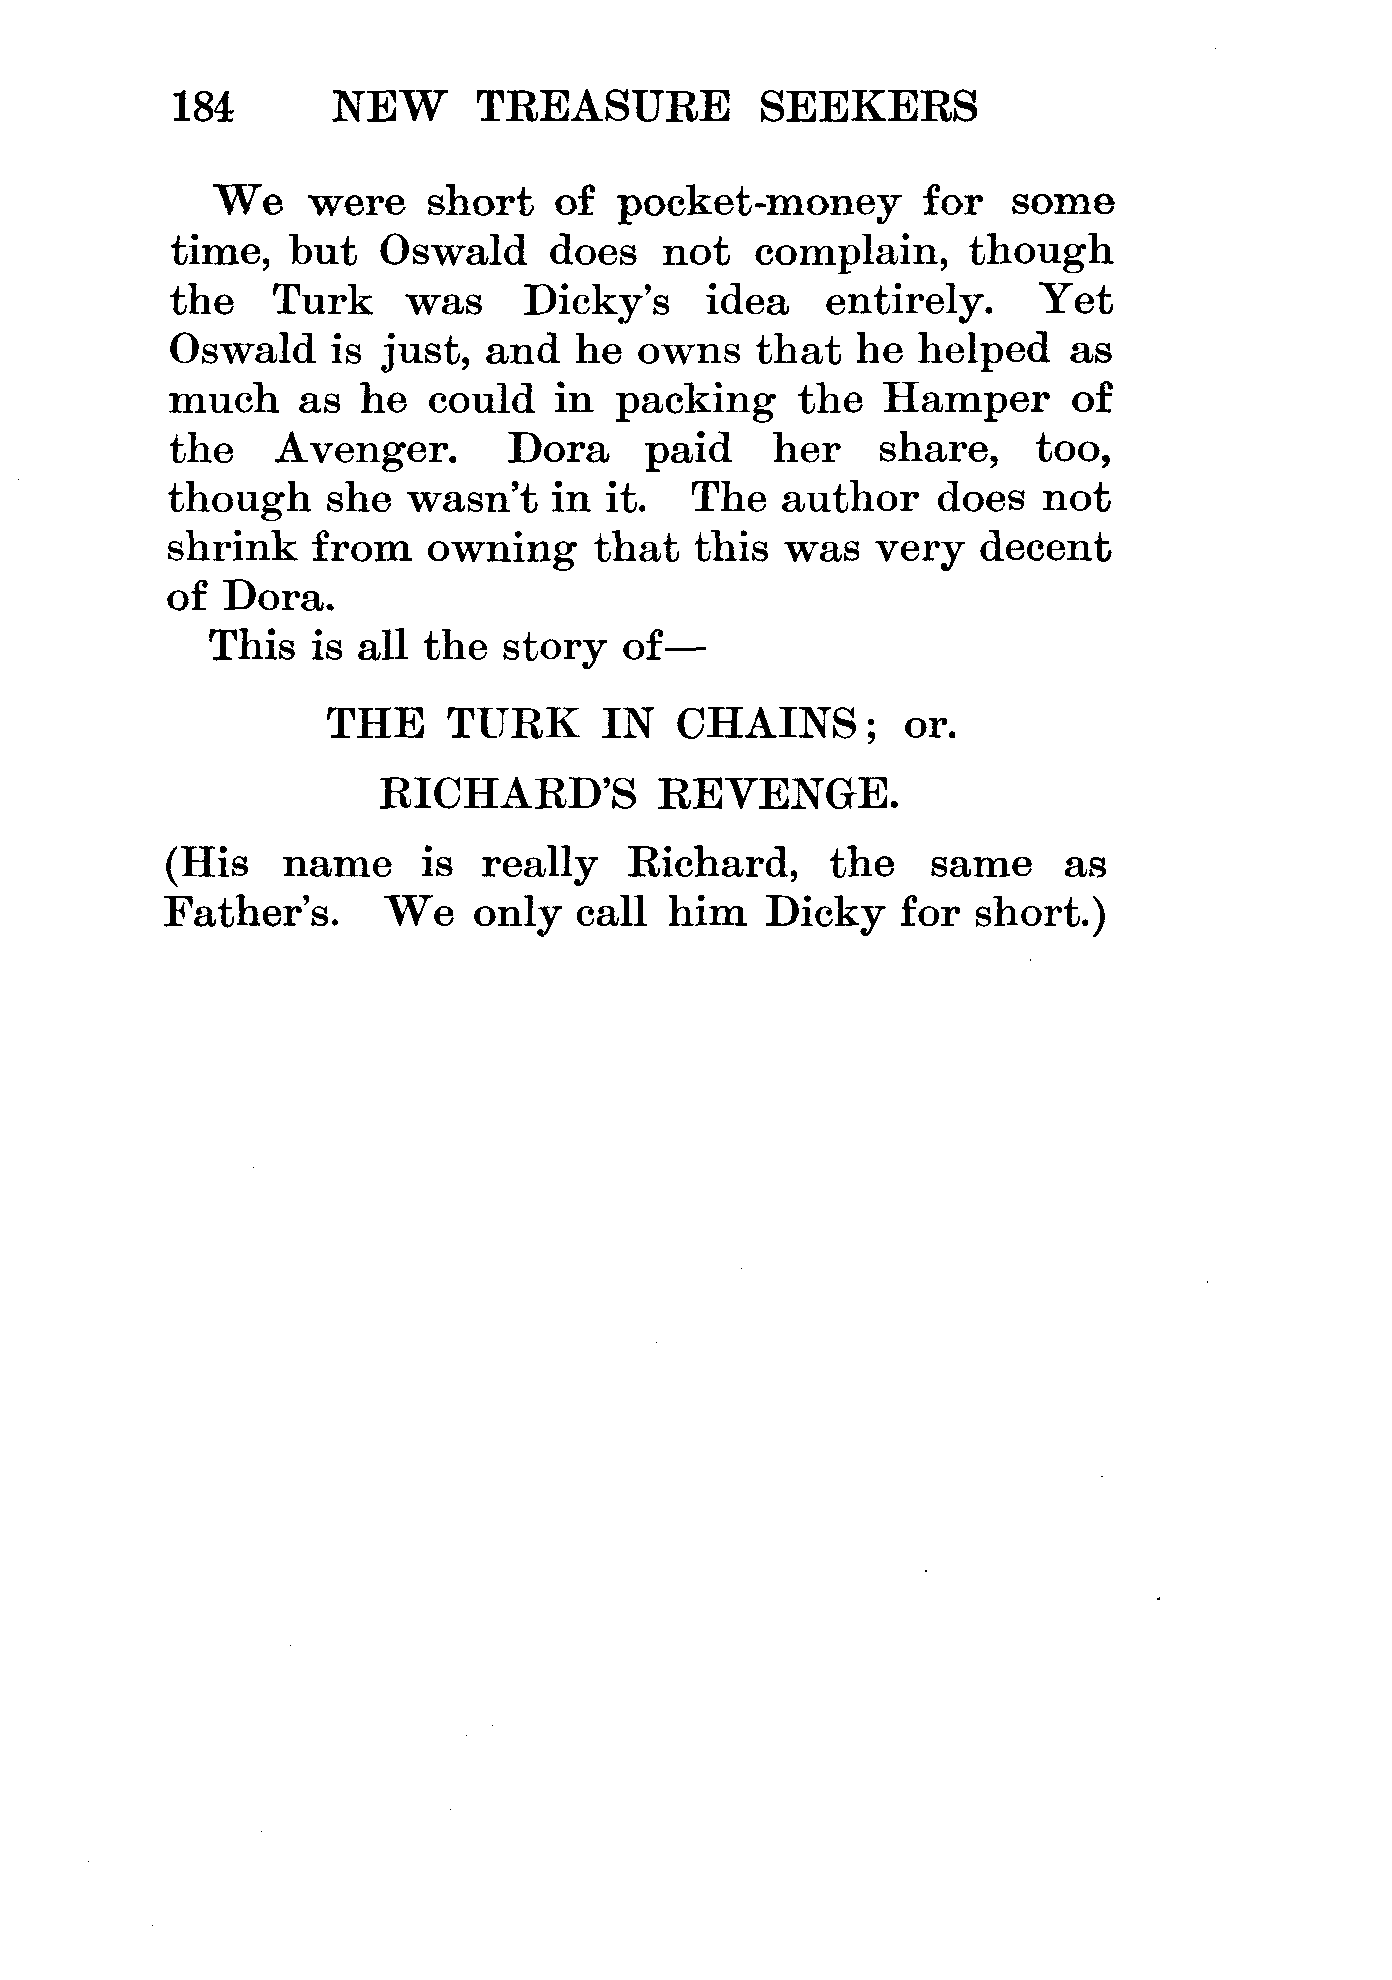 184 NEW TREASURE SEEKERS
We were short of pocket-money for some
time, but Oswald does not complain, though
the Turk was Dicky's idea entirely. Yet
Oswald is just, and he owns that he helped as
much as he could in packing the Hamper of
the Avenger. Dora paid her share, too,
though she wasn't in it. The author does not
shrink from owning that this was very decent
of Dora.
This is all the story of—
THE TURK IN CHAINS; or.
RICHARD'S REVENGE.
(His name is really Richard, the same as
Father's. We only call him Dicky for short.)